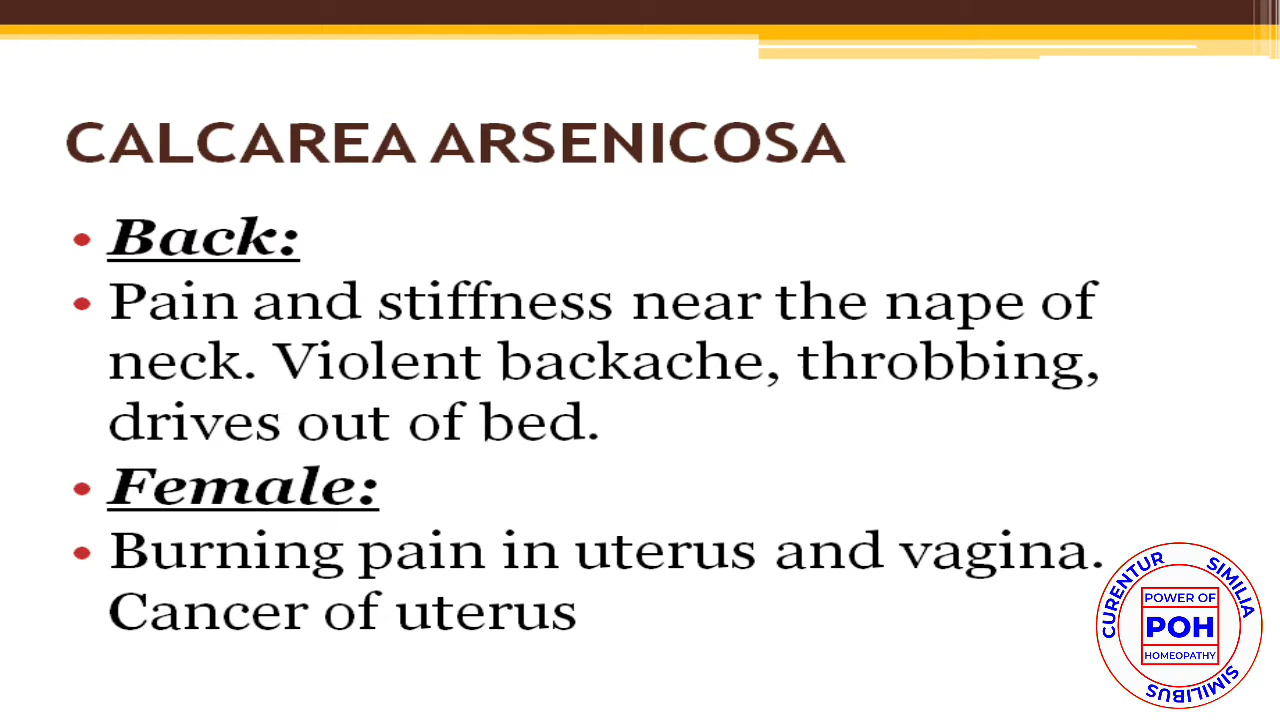 CALCAREA ARSENICOSA
• Back:
• Pain and stiffness near the nape of
neck. Violent backache, throbbing,
drives out of bed.
• Female:
• Burning pain in uterus and vagina.
Cancer of uterus
SIMILIA
SIMILIBUS
CURENTUR
POWER OF
POH
HOMEOPATHY